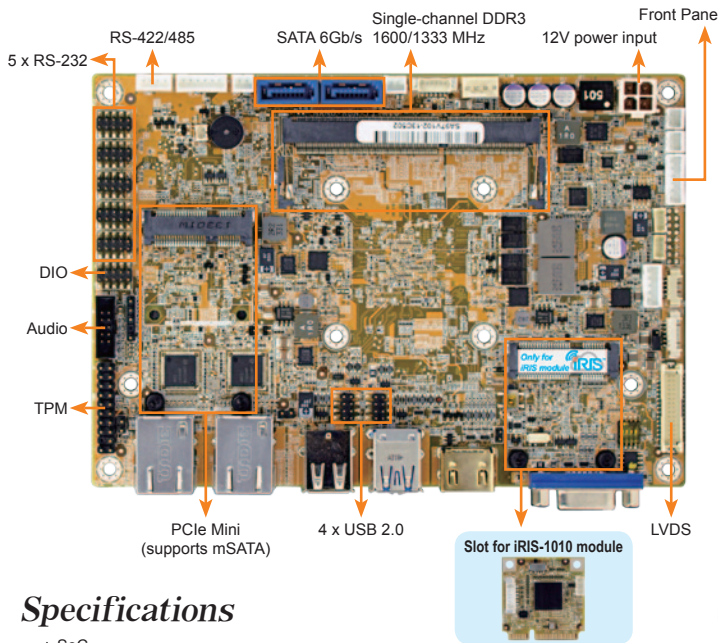 Single-channel DDR3
1600/1333 MHz
Front Pane
RS-422/485
SATA 6Gb/s
12V power input
5 x RS-232
501
MIDECT
DIO
Audio
TPM
Only for
iRIS module
iRIS
PCIe Mini
(supports mSATA)
4 x USB 2.0
LVDS
Slot for iRIS-1010 module
Specifications
SoC